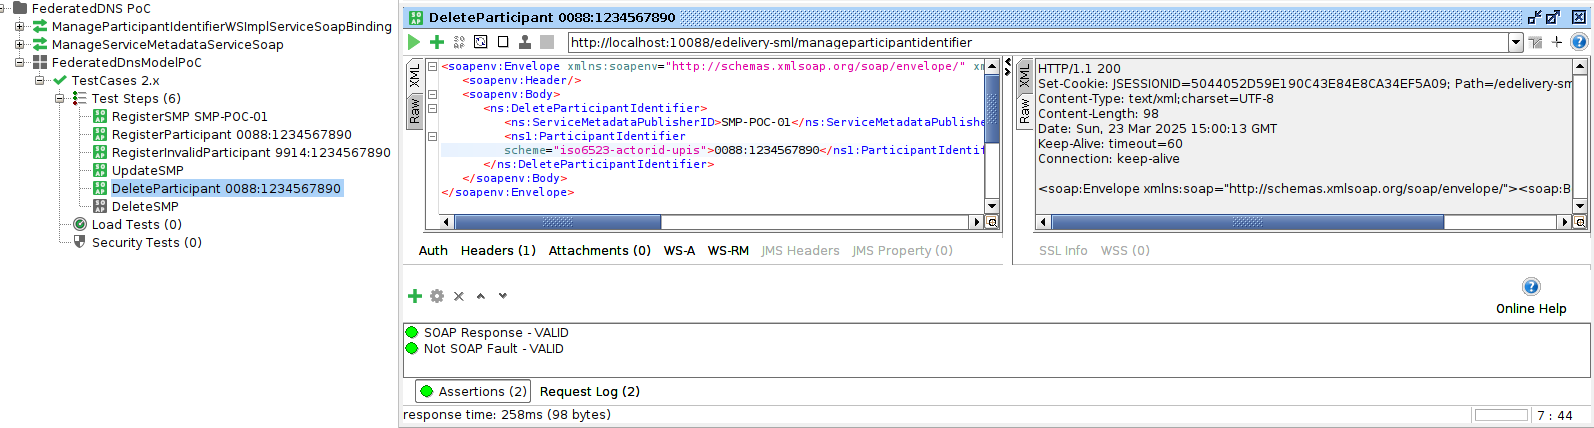 FederatedDNS PoC
ManageParticipantIdentifierWSImplServiceSoapBinding
ManageServiceMetadataServiceSoap
FederatedDnsModelPoC
TestCases 2.x
Test Steps (6)
RegisterSMP SMP-POC-01
RegisterParticipant 0088:1234567890
RegisterInvalidParticipant 9914:1234567890
UpdateSMP
DeleteParticipant 0088:1234567890
DeleteSMP
Load Tests (0)
Security Tests (0)
DeleteParticipant 0088:1234567890
http://localhost:10088/edelivery-sml/manageparticipantidentifier
XML
Raw
<soapenv:Envelope xmlns:soapenv="http://schemas.xmlsoap.org/soap/envelope/" x
<soapenv:Header/>
<soapenv:Body>
<ns:DeleteParticipantIdentifier>
<ns:ServiceMetadataPublisherID>SMP-POC-01</ns:ServiceMetadataPublishe
<ns1:ParticipantIdentifier
scheme="iso6523-actorid-upis">0088:1234567890</ns1:ParticipantIdentif
</ns:DeleteParticipantIdentifier>
</soapenv:Body>
</soapenv:Envelope>
Auth Headers (1) Attachments (0) WS-A WS-RM JMS Headers JMS Property (0)
XML
Raw
HTTP/1.1 200
Set-Cookie: JSESSIONID=5044052D59E190C43E84E8CA34EF5A09; Path=/edelivery-sm
Content-Type: text/xml;charset=UTF-8
Content-Length: 98
Date: Sun, 23 Mar 2025 15:00:13 GMT
Keep-Alive: timeout=60
Connection: keep-alive
<soap:Envelope xmlns:soap="http://schemas.xmlsoap.org/soap/envelope/"><soap:B
SSL Info WSS (0)
Online Help
SOAP Response - VALID
Not SOAP Fault - VALID
Assertions (2) Request Log (2)
response time: 258ms (98 bytes)
7 : 44